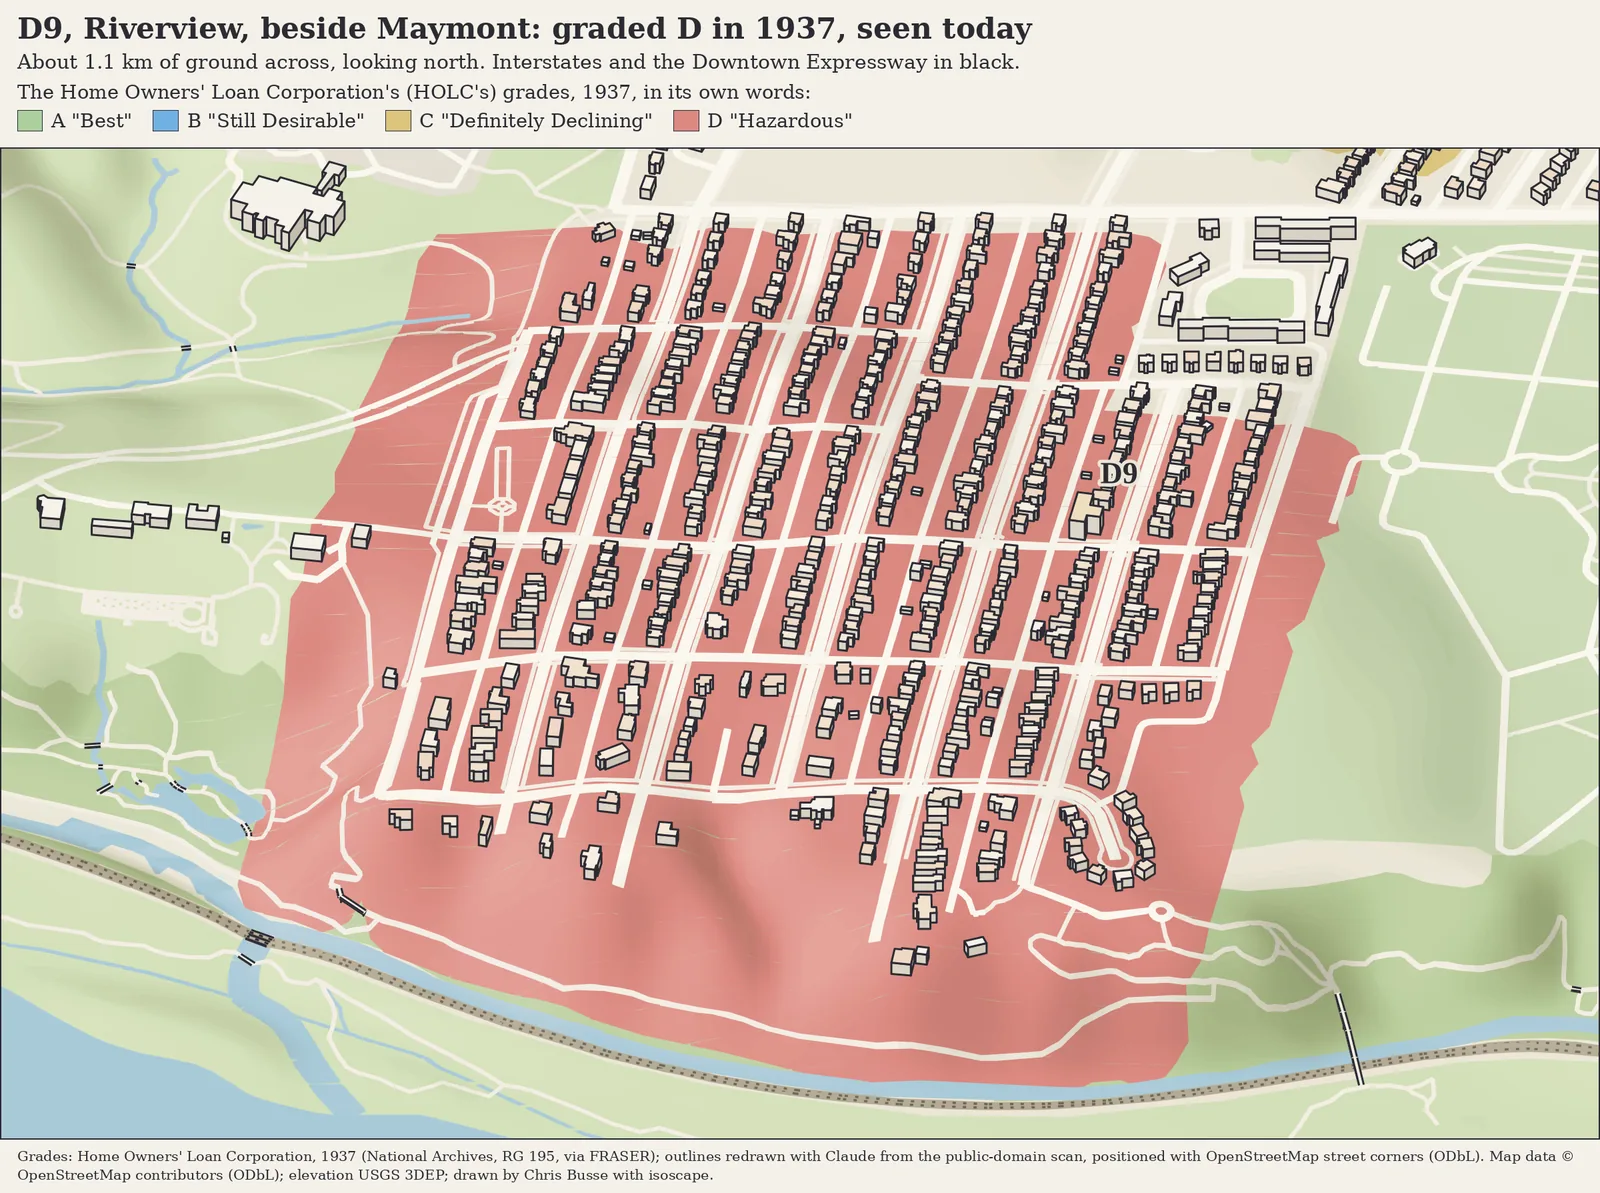 D9, Riverview, beside Maymont: graded D in 1937, seen today
About 1.1 km of ground across, looking north. Interstates and the Downtown Expressway in black.
The Home Owners' Loan Corporation's (HOLC's) grades, 1937, in its own words:
A "Best" B "Still Desirable" C "Definitely Declining" D "Hazardous"
D9
Grades: Home Owners' Loan Corporation, 1937 (National Archives, RG 195, via FRASER); outlines redrawn with Claude from the public-domain scan, positioned with OpenStreetMap street corners (ODbL). Map data ©
OpenStreetMap contributors (ODbL); elevation USGS 3DEP; drawn by Chris Busse with isoscape.